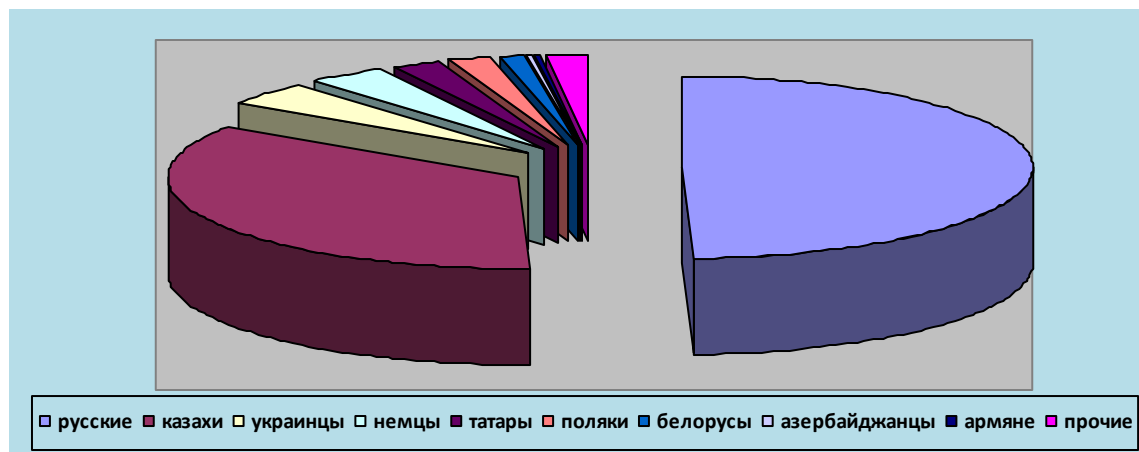 русские казахи украинцы немцы татары поляки белорусы азербайджанцы армяне прочие